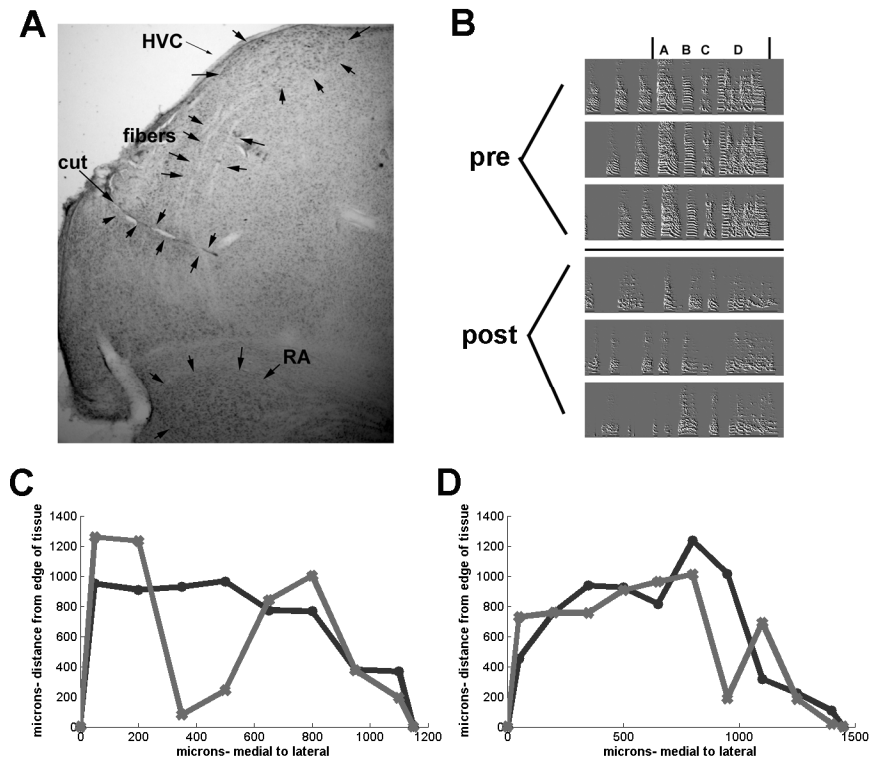 A
HVC
fibers
cut
RA
B
A B C D
pre
post
C
microns- distance from edge of tissue
1400
1200
1000
800
600
400
200
0
0 200 400 600 800 1000 1200
microns- medial to lateral
D
microns- distance from edge of tissue
1400
1200
1000
800
600
400
200
0
0 500 1000 1500
microns- medial to lateral